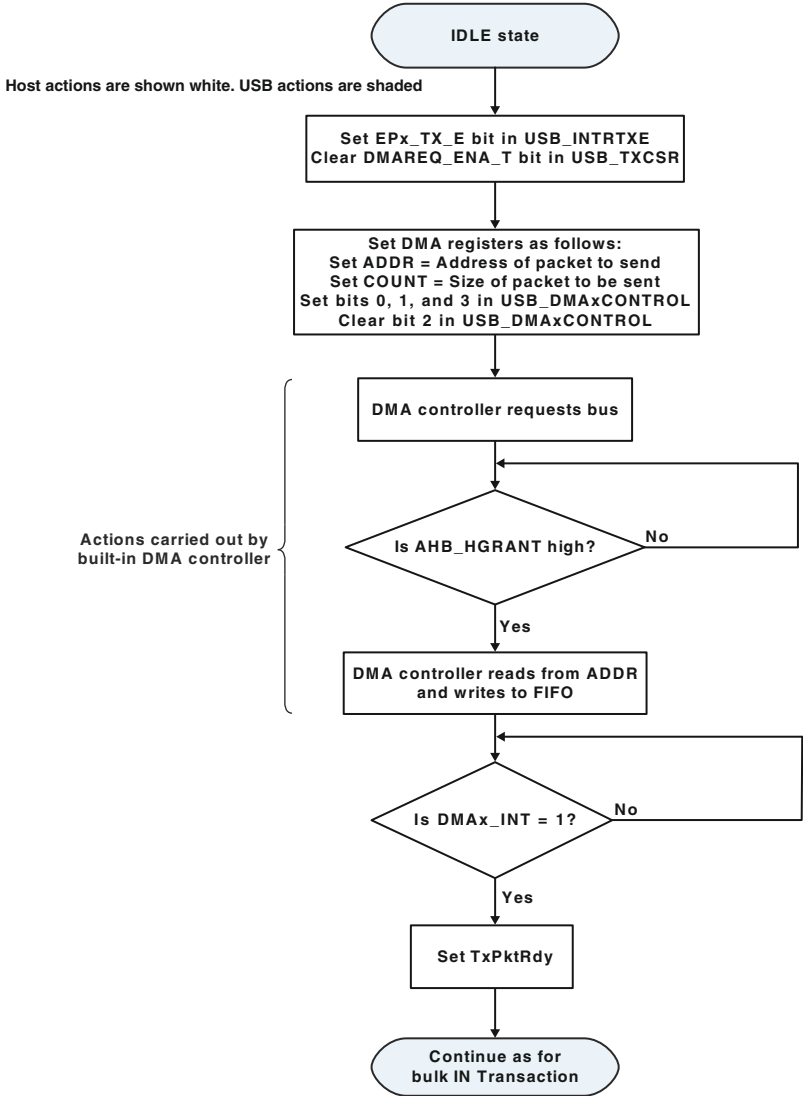 IDLE state
Host actions are shown white. USB actions are shaded
Set EPx_TX_E bit in USB_INTRTXE
Clear DMAREQ_ENA_T bit in USB_TXCSR
Set DMA registers as follows:
Set ADDR = Address of packet to send
Set COUNT = Size of packet to be sent
Set bits 0, 1, and 3 in USB_DMAxCONTROL
Clear bit 2 in USB_DMAxCONTROL
DMA controller requests bus
Actions carried out by
built-in DMA controller
Is AHB_HGRANT high?
No
Yes
DMA controller reads from ADDR
and writes to FIFO
Is DMAx_INT = 1?
No
Yes
Set TxPktRdy
Continue as for
bulk IN Transaction